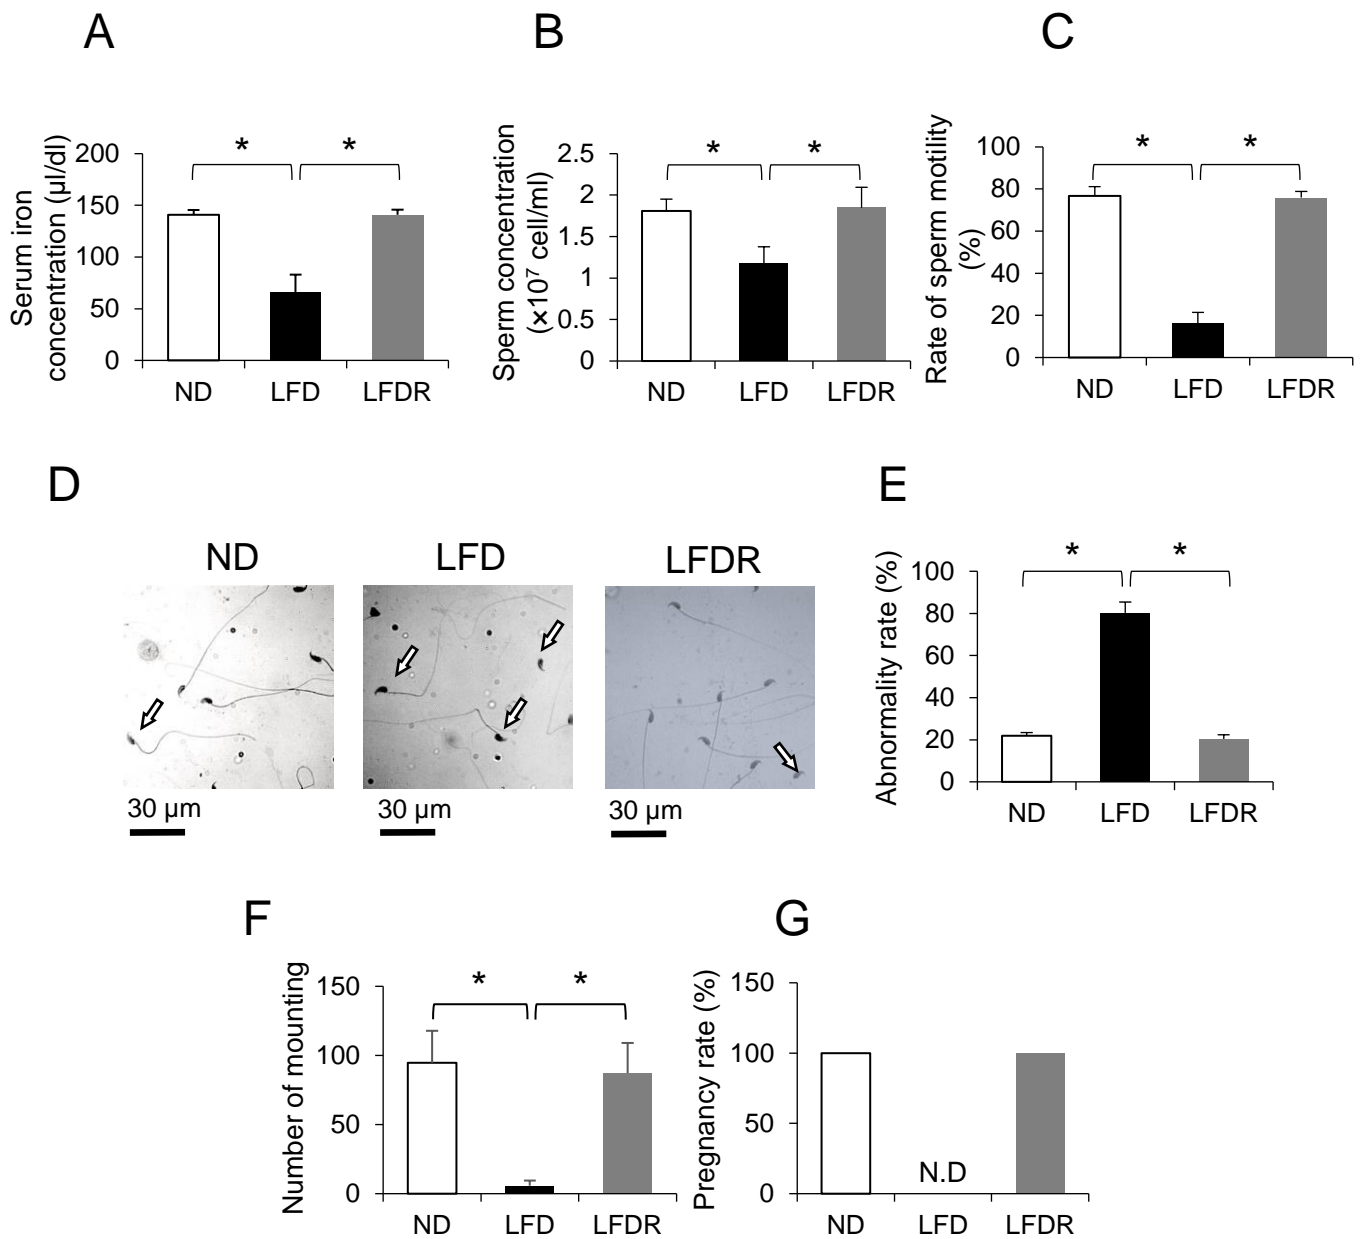 A
B
C
Serum iron
concentration (µl/dl)
200
150
100
50
0
*
*
ND
LFD
LFDR
Sperm concentration
(×10⁷ cell/ml)
2.5
2
1.5
1
0.5
0
*
*
ND
LFD
LFDR
Rate of sperm motility
(%)
100
80
60
40
20
0
*
*
ND
LFD
LFDR
D
ND
LFD
LFDR
30 µm
30 µm
30 µm
E
Abnormality rate (%)
100
80
60
40
20
0
*
*
ND
LFD
LFDR
F
Number of mounting
150
100
50
0
*
*
ND
LFD
LFDR
G
Pregnancy rate (%)
150
100
50
0
N.D
ND
LFD
LFDR